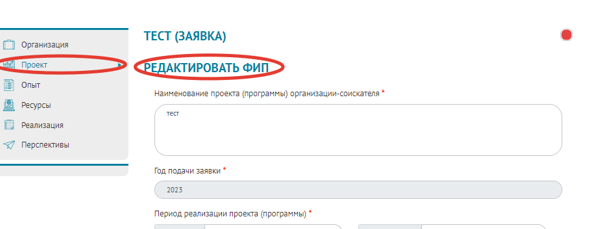 ТЕСТ (ЗАЯВКА)
Организация
Проект
Опыт
Ресурсы
Реализация
Перспективы
РЕДАКТИРОВАТЬ ФИП
Наименование проекта (программы) организации-соискателя *
тест
Год подачи заявки *
2023
Период реализации проекта (программы) *